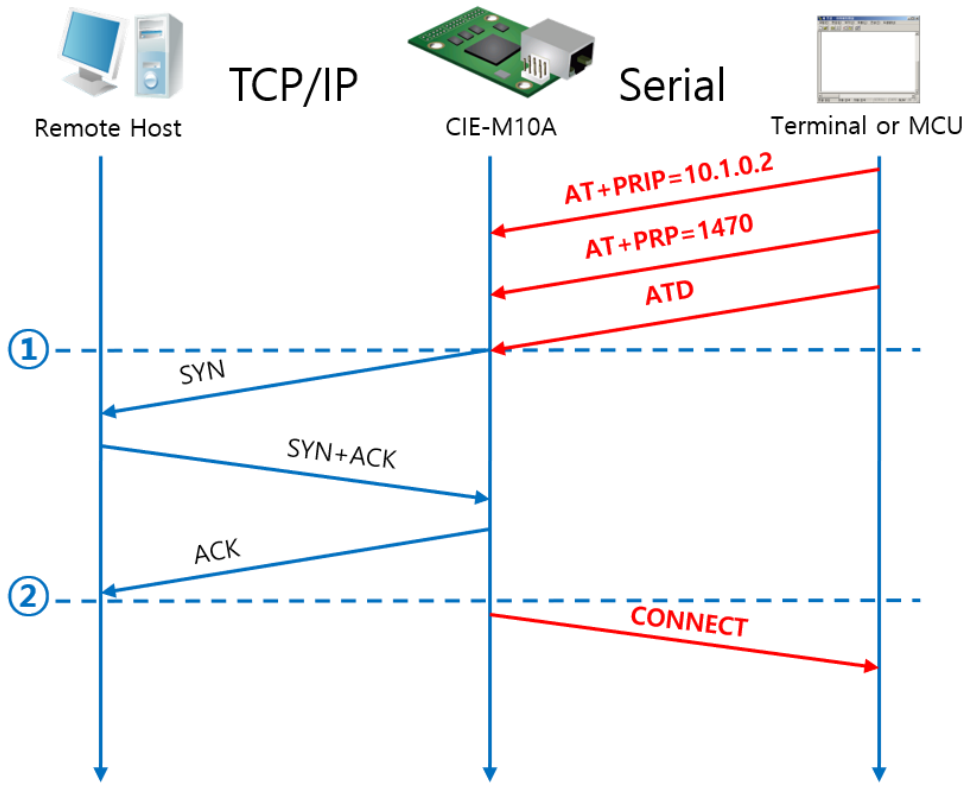 TCP/IP
Serial
Remote Host
CIE-M10A
Terminal or MCU
AT+PRIP=10.1.0.2
AT+PRP=1470
ATD
①
SYN
SYN+ACK
ACK
②
CONNECT